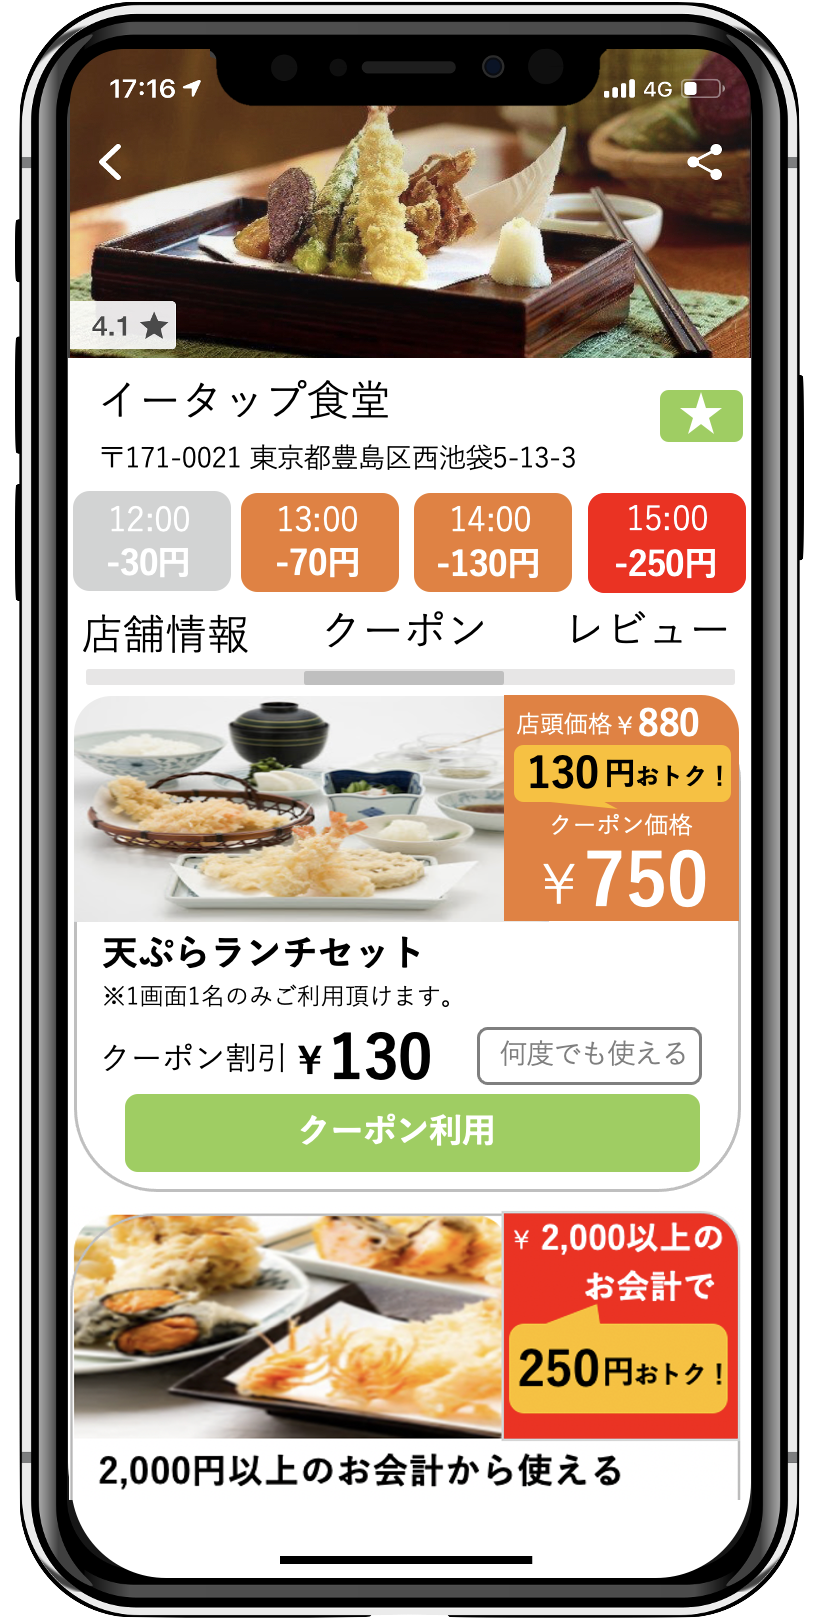 17:16 4G
4.1 ★
イータップ食堂
★
〒171-0021 東京都豊島区西池袋5-13-3
12:00 13:00 14:00 15:00
-30円 -70円 -130円 -250円
店舗情報 クーポン レビュー
店頭価格¥880
130円おトク!
クーポン価格
¥750
天ぷらランチセット
※1画面1名のみご利用頂けます。
クーポン割引¥130 何度でも使える
クーポン利用
¥ 2,000以上の
お会計で
250円おトク!
2,000円以上のお会計から使える